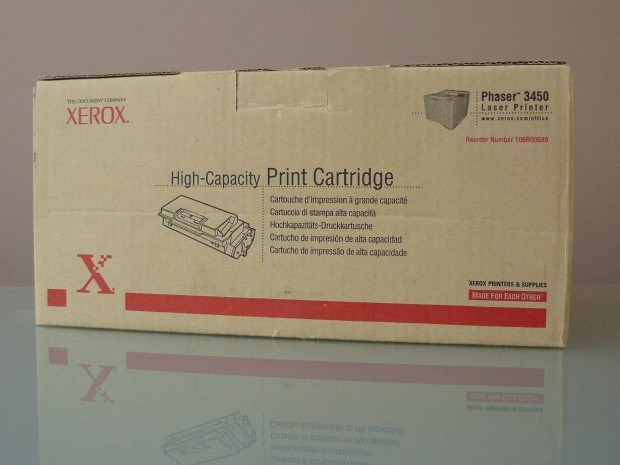 THE DOCUMENT COMPANY
XEROX.
Phaser™ 3450
Laser Printer
www.xerox.com/office
Reorder Number 106R00688
High-Capacity Print Cartridge
Cartouche d'impression à grande capacité
Cartuccia di stampa alta capacità
Hochkapazitäts-Druckkartusche
Cartucho de impresión de alta capacidad
Cartucho de impressão de alta capacidade
X
XEROX PRINTERS & SUPPLIES
MADE FOR EACH OTHER™